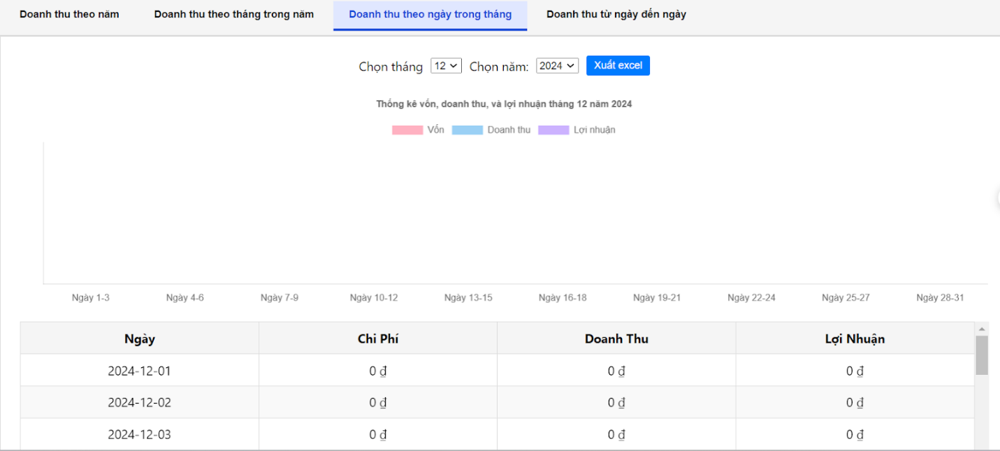 Doanh thu theo năm Doanh thu theo tháng trong năm Doanh thu theo ngày trong tháng Doanh thu từ ngày đến ngày
Chọn tháng 12 Chọn năm: 2024 Xuất excel
Thống kê vốn, doanh thu, và lợi nhuận tháng 12 năm 2024
Vốn Doanh thu Lợi nhuận
Ngày 1-3 Ngày 4-6 Ngày 7-9 Ngày 10-12 Ngày 13-15 Ngày 16-18 Ngày 19-21 Ngày 22-24 Ngày 25-27 Ngày 28-31
Ngày Chi Phí Doanh Thu Lợi Nhuận
2024-12-01 0 ₫ 0 ₫ 0 ₫
2024-12-02 0 ₫ 0 ₫ 0 ₫
2024-12-03 0 ₫ 0 ₫ 0 ₫